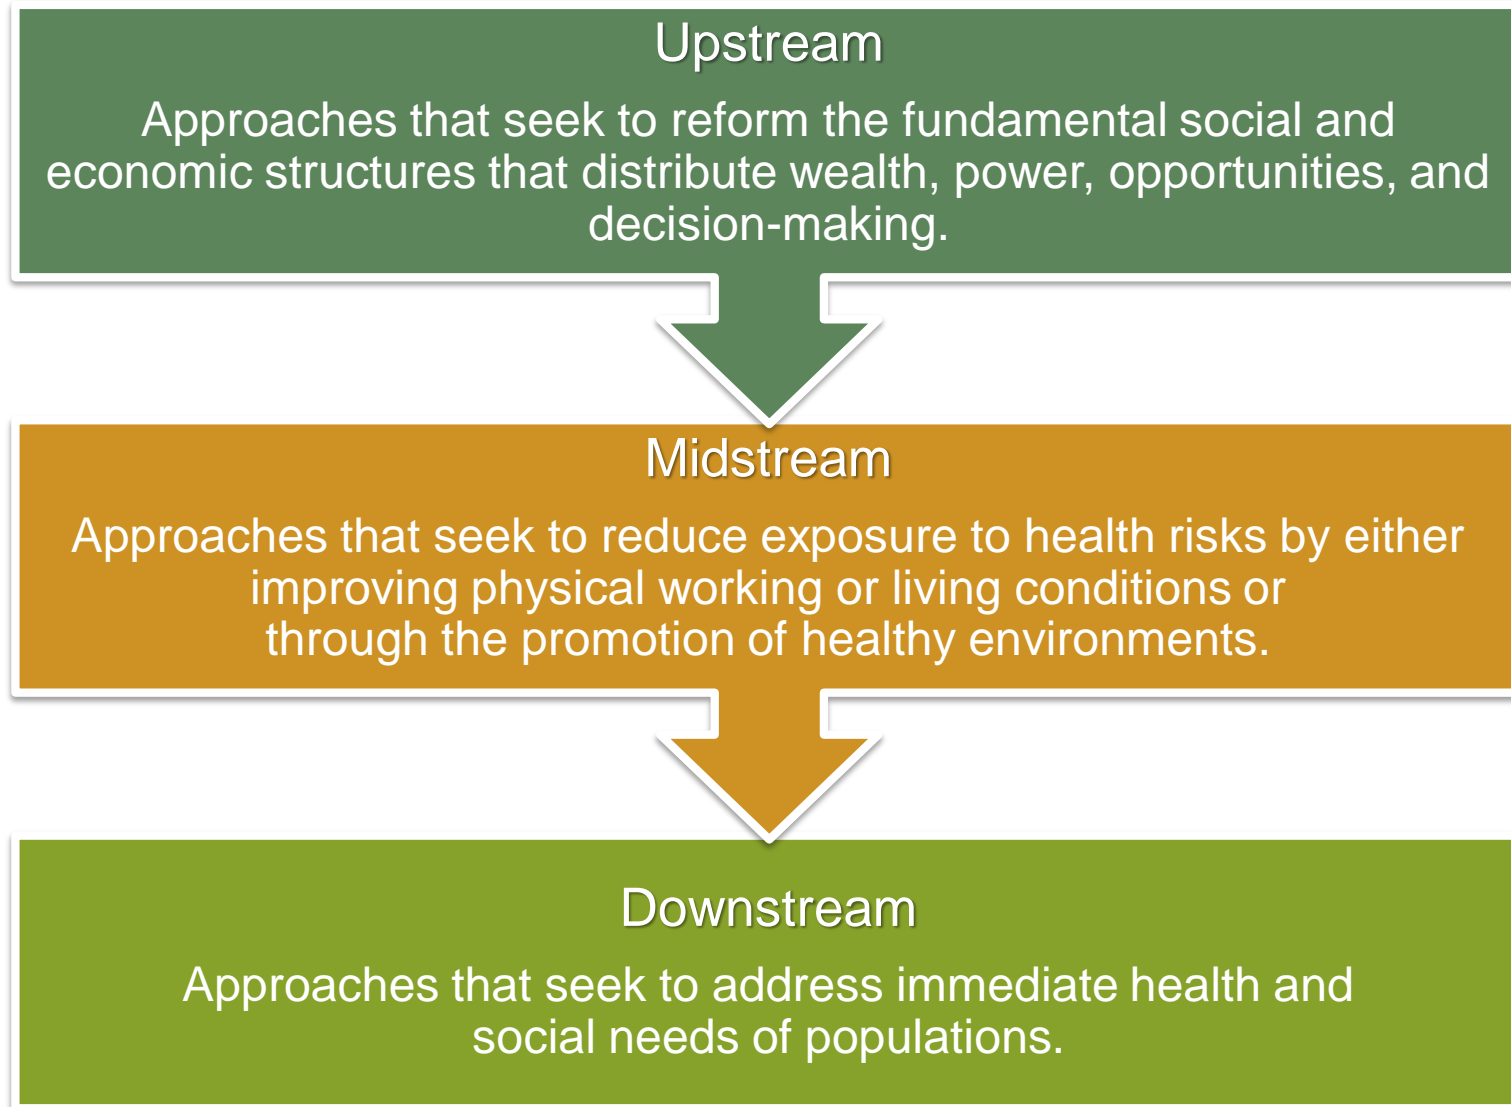 Upstream
Approaches that seek to reform the fundamental social and
economic structures that distribute wealth, power, opportunities, and
decision-making.
Midstream
Approaches that seek to reduce exposure to health risks by either
improving physical working or living conditions or
through the promotion of healthy environments.
Downstream
Approaches that seek to address immediate health and
social needs of populations.